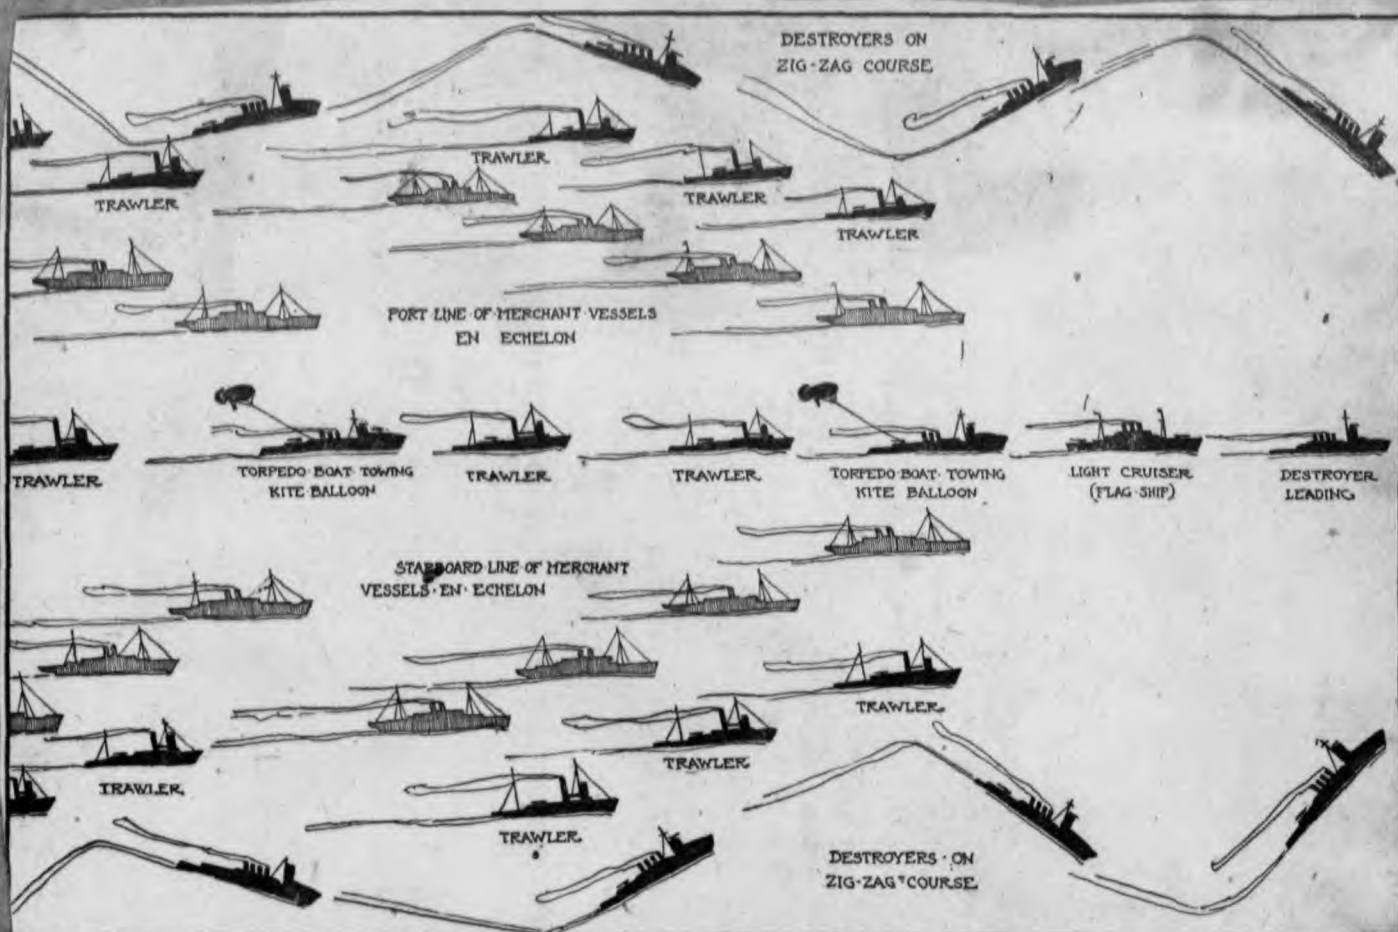 DESTROYERS ON
ZIG-ZAG COURSE
TRAWLER
TRAWLER
TRAWLER
TRAWLER
PORT LINE OF MERCHANT VESSELS
EN ECHELON
TRAWLER
TORPEDO BOAT TOWING
KITE BALLOON
TRAWLER
TRAWLER
TORPEDO BOAT TOWING
KITE BALLOON
LIGHT CRUISER
(FLAG SHIP)
DESTROYER
LEADING
STARBOARD LINE OF MERCHANT
VESSELS EN ECHELON
TRAWLER
TRAWLER
TRAWLER
TRAWLER
DESTROYERS ON
ZIG-ZAG COURSE